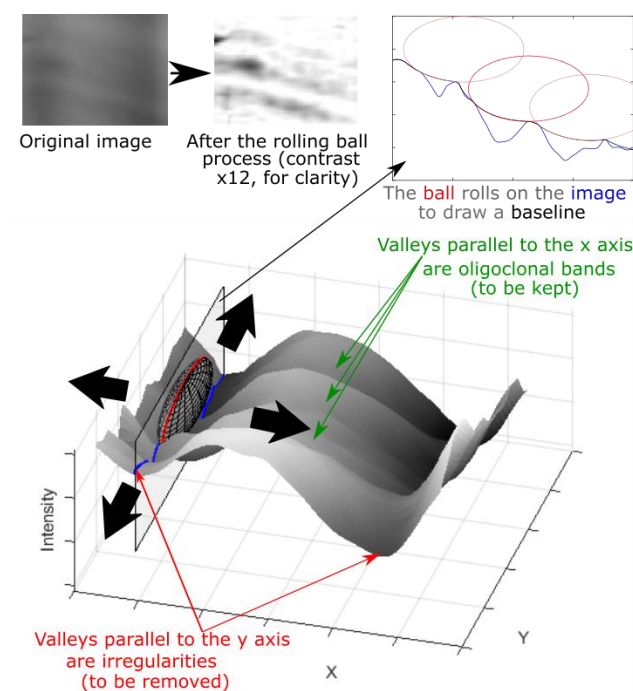 Original image
After the rolling ball
process (contrast
x12, for clarity)
The ball rolls on the image
to draw a baseline
Valleys parallel to the x axis
are oligoclonal bands
(to be kept)
Intensity
Y
X
Valleys parallel to the y axis
are irregularities
(to be removed)